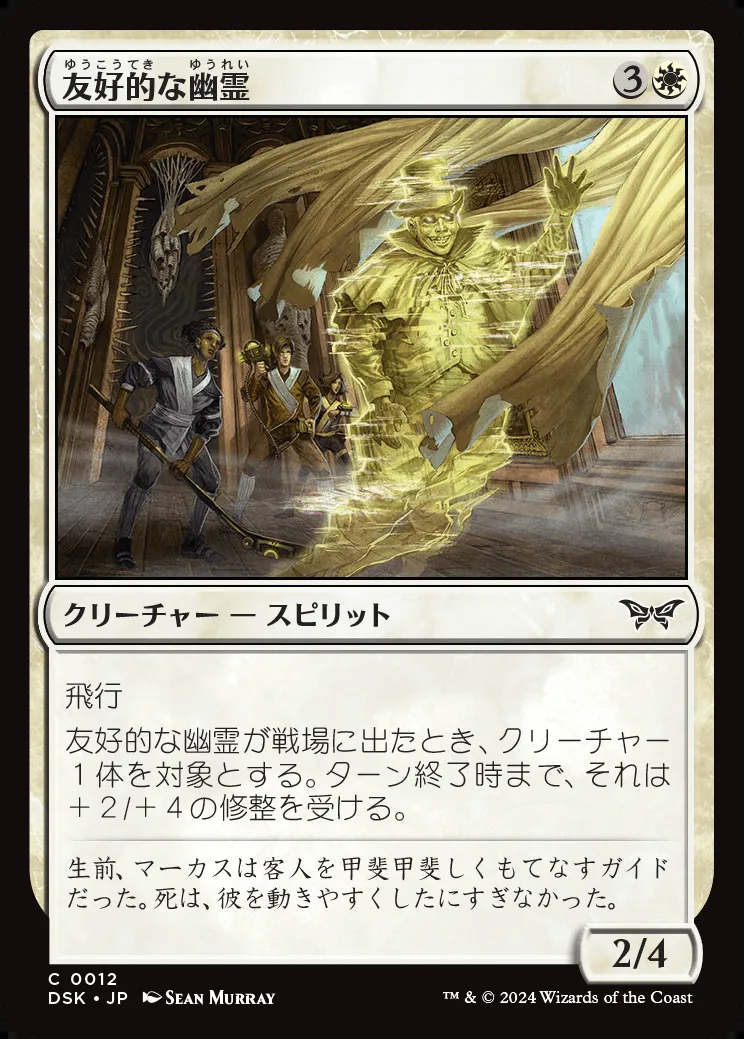 ゆうこうてき ゆうれい
友好的な幽霊 3
クリーチャー — スピリット
飛行
友好的な幽霊が戦場に出たとき、クリーチャー
１体を対象とする。ターン終了時まで、それは
＋２/＋４の修整を受ける。
生前、マーカスは客人を甲斐甲斐しくもてなすガイド
だった。死は、彼を動きやすくしたにすぎなかった。
2/4
C 0012
DSK • JP SEAN MURRAY
™ & © 2024 Wizards of the Coast